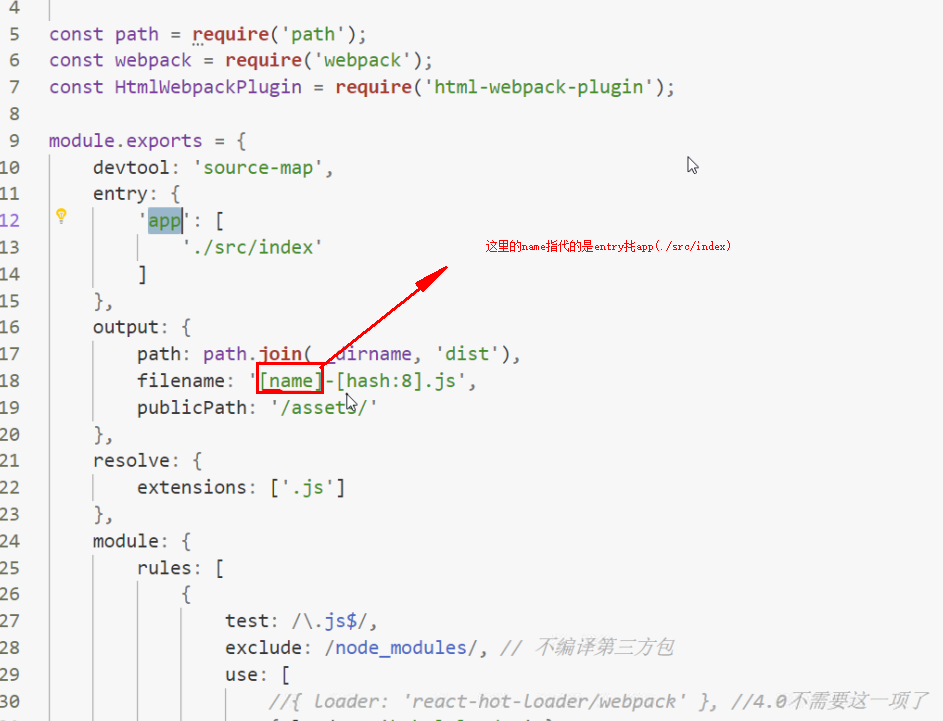 4
5 const path = require('path');
6 const webpack = require('webpack');
7 const HtmlWebpackPlugin = require('html-webpack-plugin');
8
9 module.exports = {
10 devtool: 'source-map',
11 entry: {
12 'app': [
13 './src/index'
这里的name指代的是entry扥app(./src/index)
14 ]
15 },
16 output: {
17 path: path.join(__dirname, 'dist'),
18 filename: '[name]-[hash:8].js',
19 publicPath: '/assets/'
20 },
21 resolve: {
22 extensions: ['.js']
23 },
24 module: {
25 rules: [
26 {
27 test: /\.js$/,
28 exclude: /node_modules/, // 不编译第三方包
29 use: [
30 //{ loader: 'react-hot-loader/webpack' }, //4.0不需要这一项了